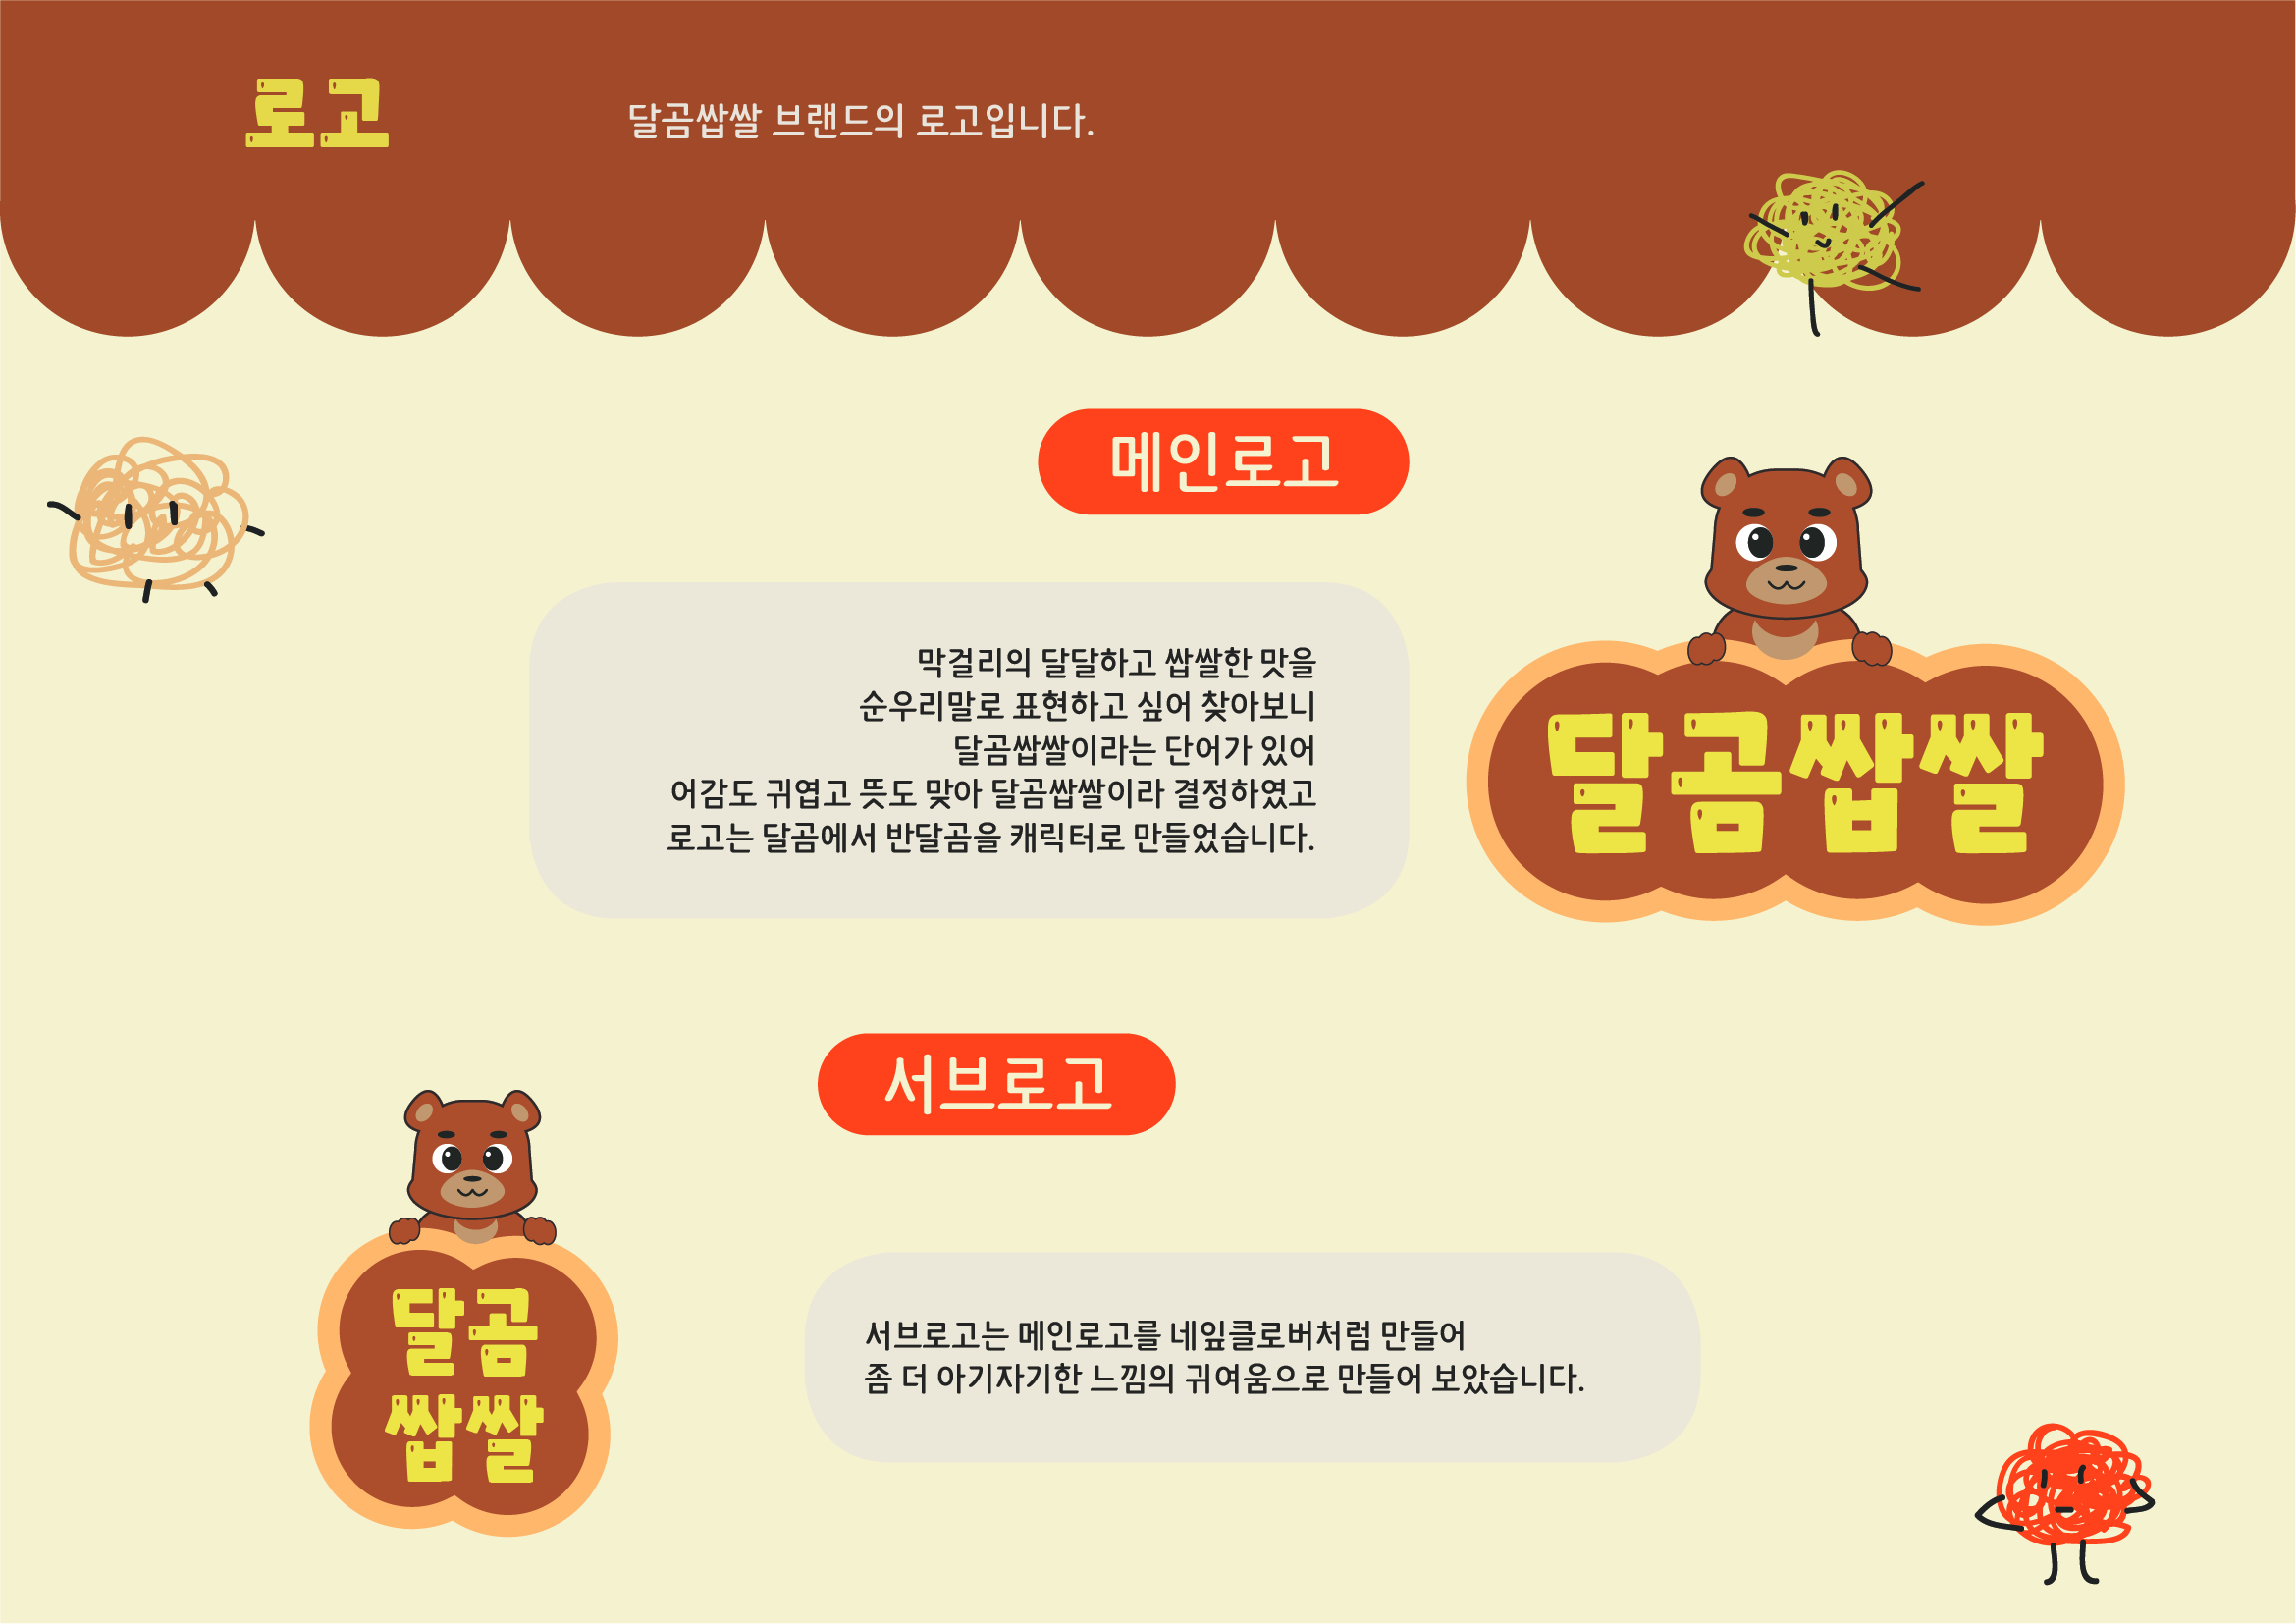 로고
달곰쌉쌀 브랜드의 로고입니다.
메인로고
막걸리의 달달하고 쌉쌀한 맛을
순우리말로 표현하고 싶어 찾아보니
달곰쌉쌀이라는 단어가 있어
어감도 귀엽고 뜻도 맞아 달곰쌉쌀이라 결정하였고
로고는 달곰에서 반달곰을 캐릭터로 만들었습니다.
달곰쌉쌀
서브로고
달곰
쌉쌀
서브로고는 메인로고를 네잎클로버처럼 만들어
좀 더 아기자기한 느낌의 귀여움으로 만들어 보았습니다.